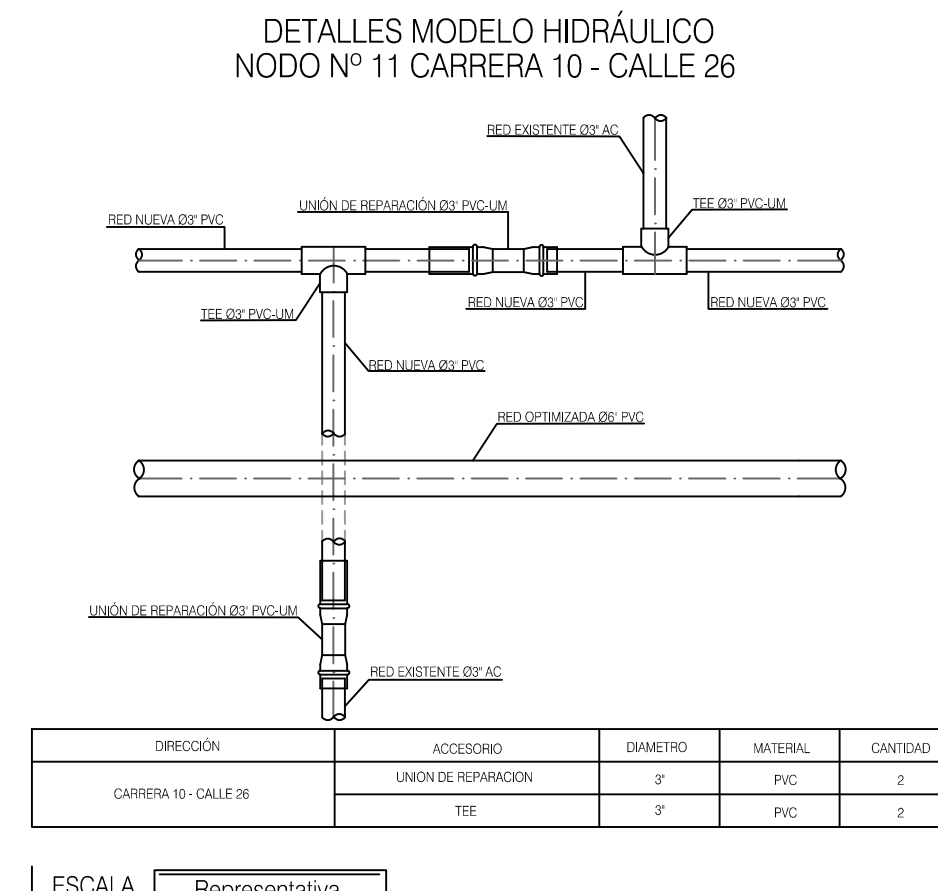 DETALLES MODELO HIDRÁULICO
NODO Nº 11 CARRERA 10 - CALLE 26
RED EXISTENTE Ø3" AC
UNIÓN DE REPARACIÓN Ø3" PVC-UM
TEE Ø3" PVC-UM
RED NUEVA Ø3" PVC
RED NUEVA Ø3" PVC
RED NUEVA Ø3" PVC
TEE Ø3" PVC-UM
RED NUEVA Ø3" PVC
RED OPTIMIZADA Ø6" PVC
UNIÓN DE REPARACIÓN Ø3" PVC-UM
RED EXISTENTE Ø3" AC
DIRECCIÓN ACCESORIO DIAMETRO MATERIAL CANTIDAD
CARRERA 10 - CALLE 26
UNION DE REPARACION 3" PVC 2
TEE 3" PVC 2
ESCALA Representativa